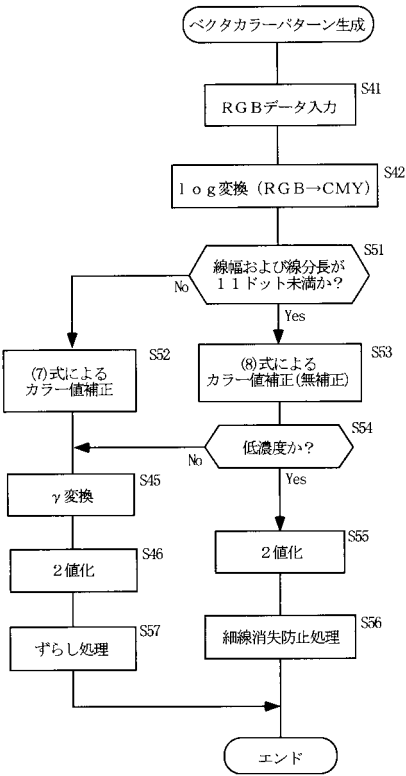 ベクタカラーパターン生成
S41
RGBデータ入力
S42
log変換（RGB→CMY）
S51
線幅および線分長が
11ドット未満か？
No
Yes
S52
(7)式による
カラー値補正
S53
(8)式による
カラー値補正(無補正)
S54
低濃度か？
No
Yes
S45
γ変換
S46
2値化
S55
2値化
S57
ずらし処理
S56
細線消失防止処理
エンド